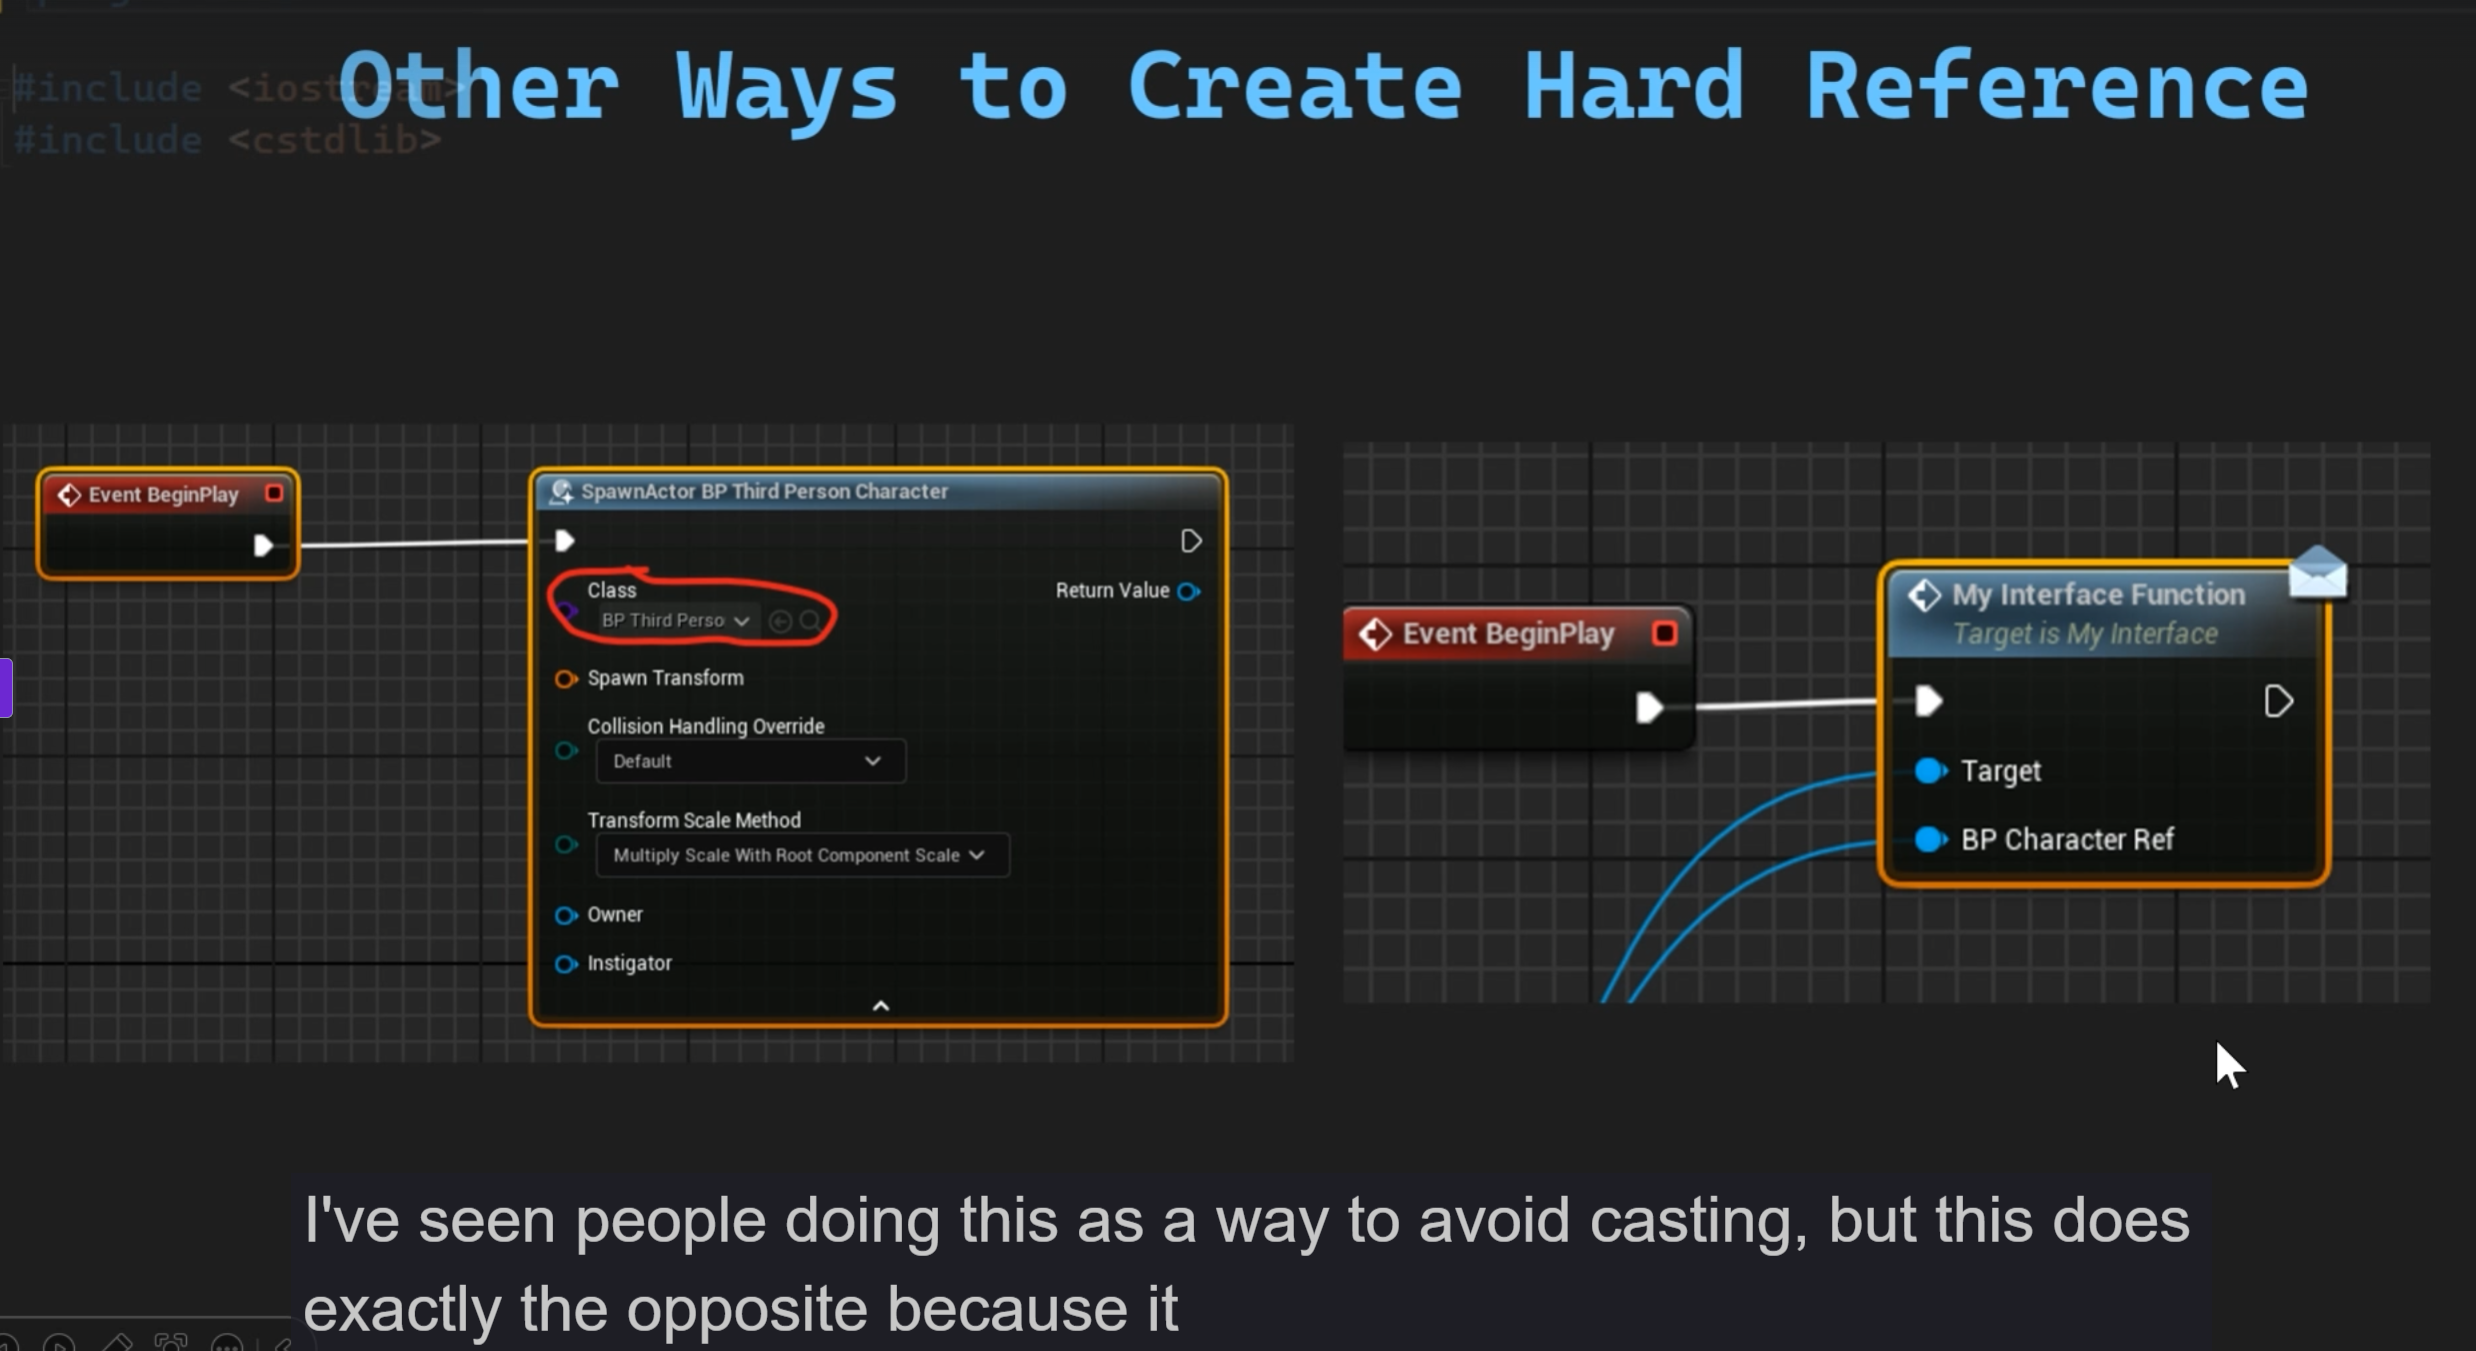 Other Ways to Create Hard Reference
#include <iostream>
#include <cstdlib>
Event BeginPlay
SpawnActor BP Third Person Character
Class
BP Third Perso
Return Value
Spawn Transform
Collision Handling Override
Default
Transform Scale Method
Multiply Scale With Root Component Scale
Owner
Instigator
Event BeginPlay
My Interface Function
Target is My Interface
Target
BP Character Ref
I've seen people doing this as a way to avoid casting, but this does
exactly the opposite because it